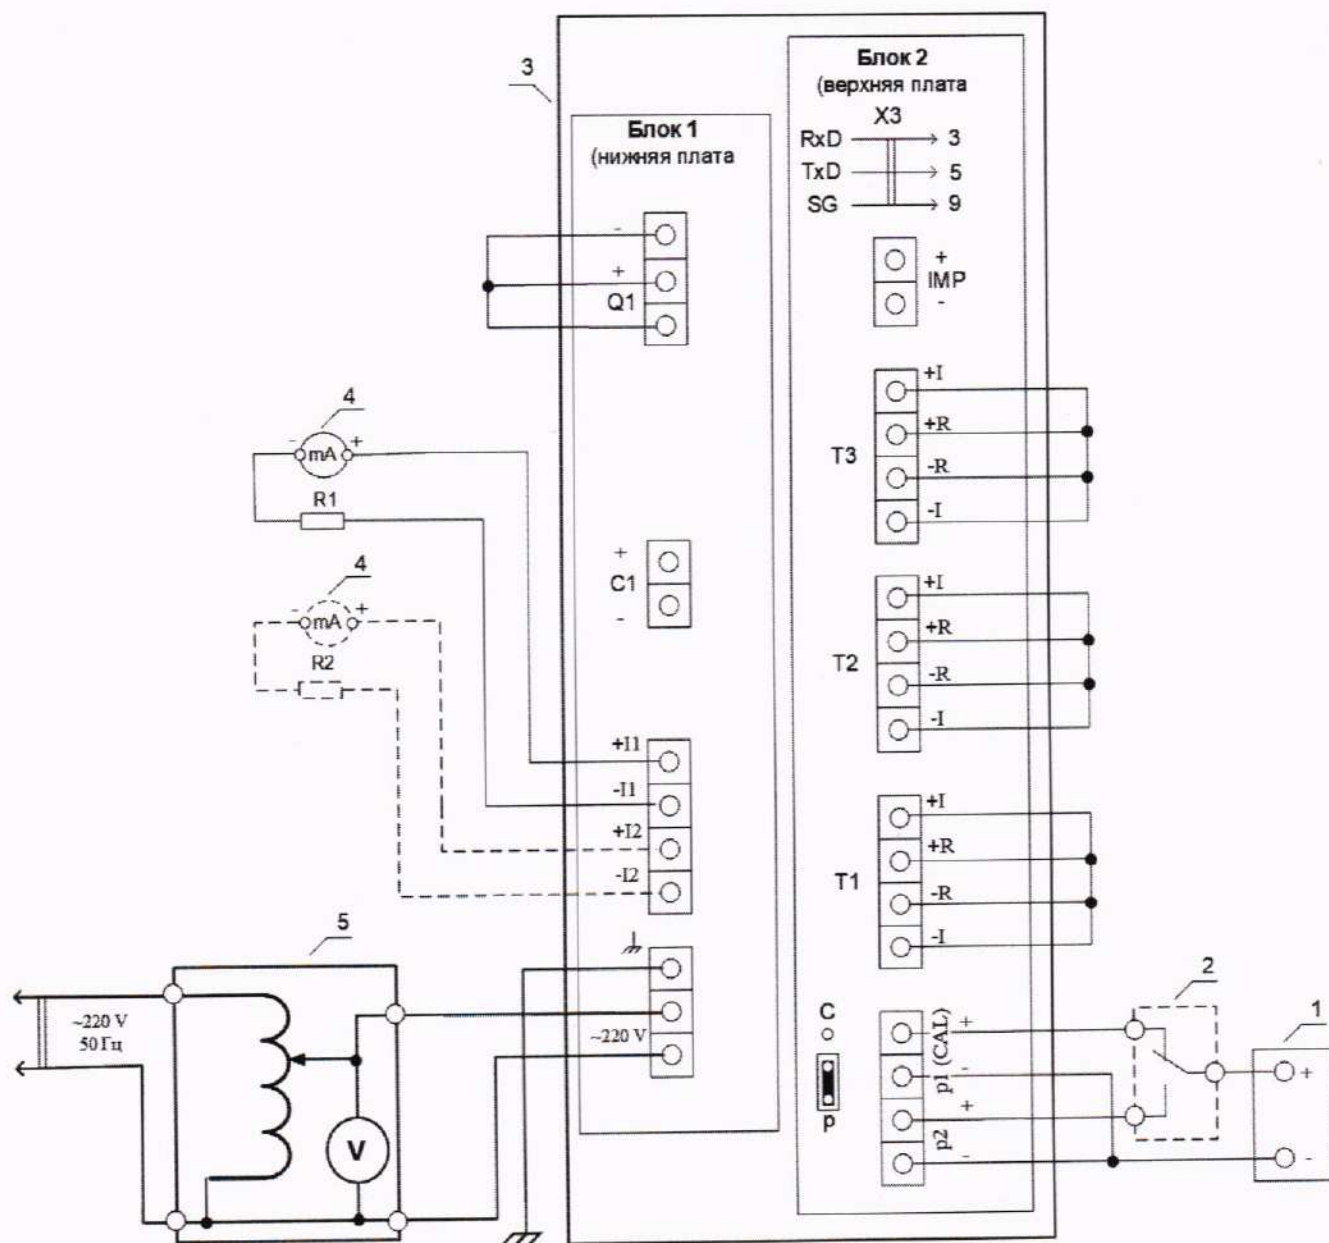 3
Блок 1
(нижняя плата
-
+
Q1
4
- mA +
R1
4
- mA +
R2
+
C1
-
+I1
-I1
+I2
-I2
~220 V
5
~220 V
50 Гц
V
Блок 2
(верхняя плата
X3
RxD 3
TxD 5
SG 9
+
IMP
-
T3
+I
+R
-R
-I
T2
+I
+R
-R
-I
T1
+I
+R
-R
-I
C
p
p1 (CAL)
+
-
p2
+
-
2
1
+
-